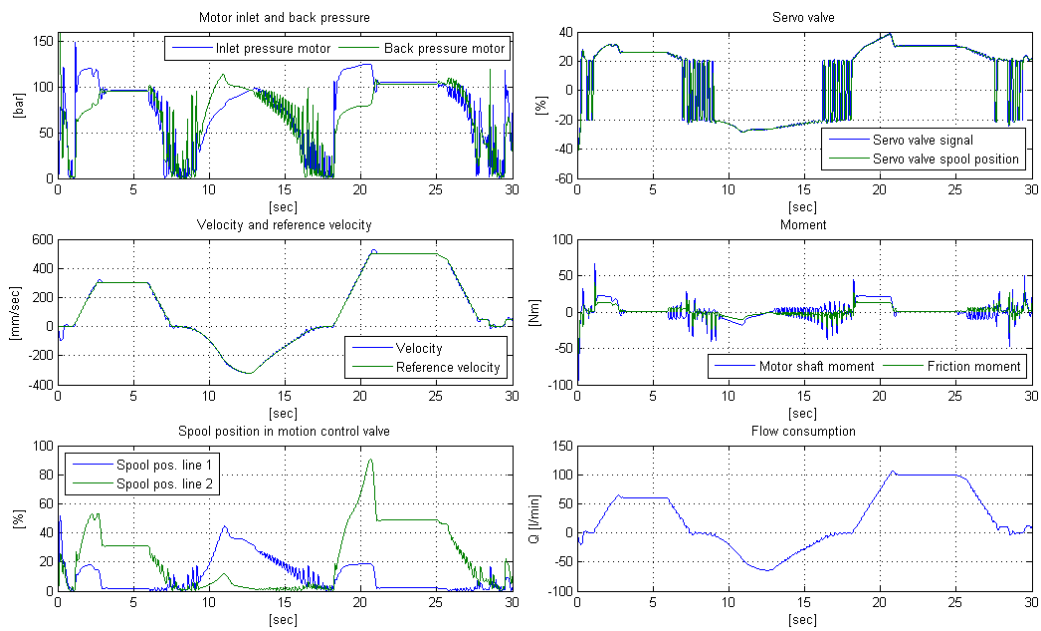 Motor inlet and back pressure
Inlet pressure motor Back pressure motor
150
100
50
0
[bar]
0 5 10 15 20 25 30
[sec]
Servo valve
40
20
0
-20
-40
-60
[%]
Servo valve signal
Servo valve spool position
0 5 10 15 20 25 30
[sec]
Velocity and reference velocity
600
400
200
0
-200
-400
[mm/sec]
Velocity
Reference velocity
0 5 10 15 20 25 30
[sec]
Moment
100
50
0
-50
-100
[Nm]
Motor shaft moment Friction moment
0 5 10 15 20 25 30
[sec]
Spool position in motion control valve
Spool pos. line 1
Spool pos. line 2
100
80
60
40
20
0
[%]
0 5 10 15 20 25 30
[sec]
Flow consumption
150
100
50
0
-50
-100
Q [l/min]
0 5 10 15 20 25 30
[sec]